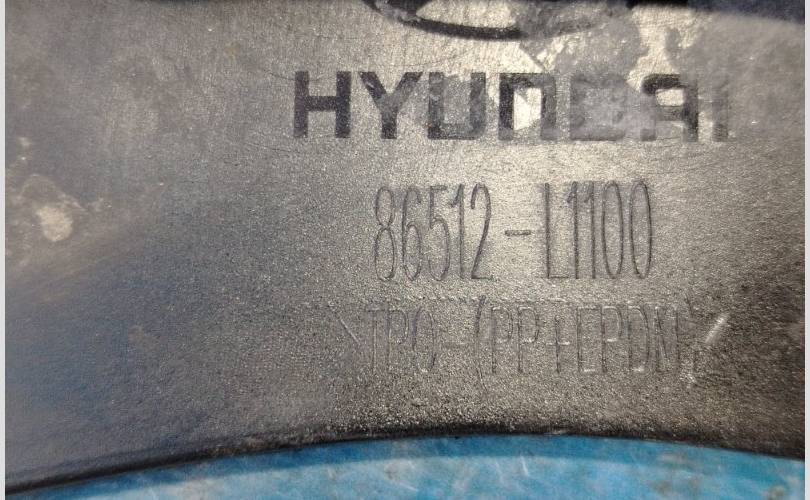 HYUNDAI
86512-L1100
>TPO-(PP+EPDM)<